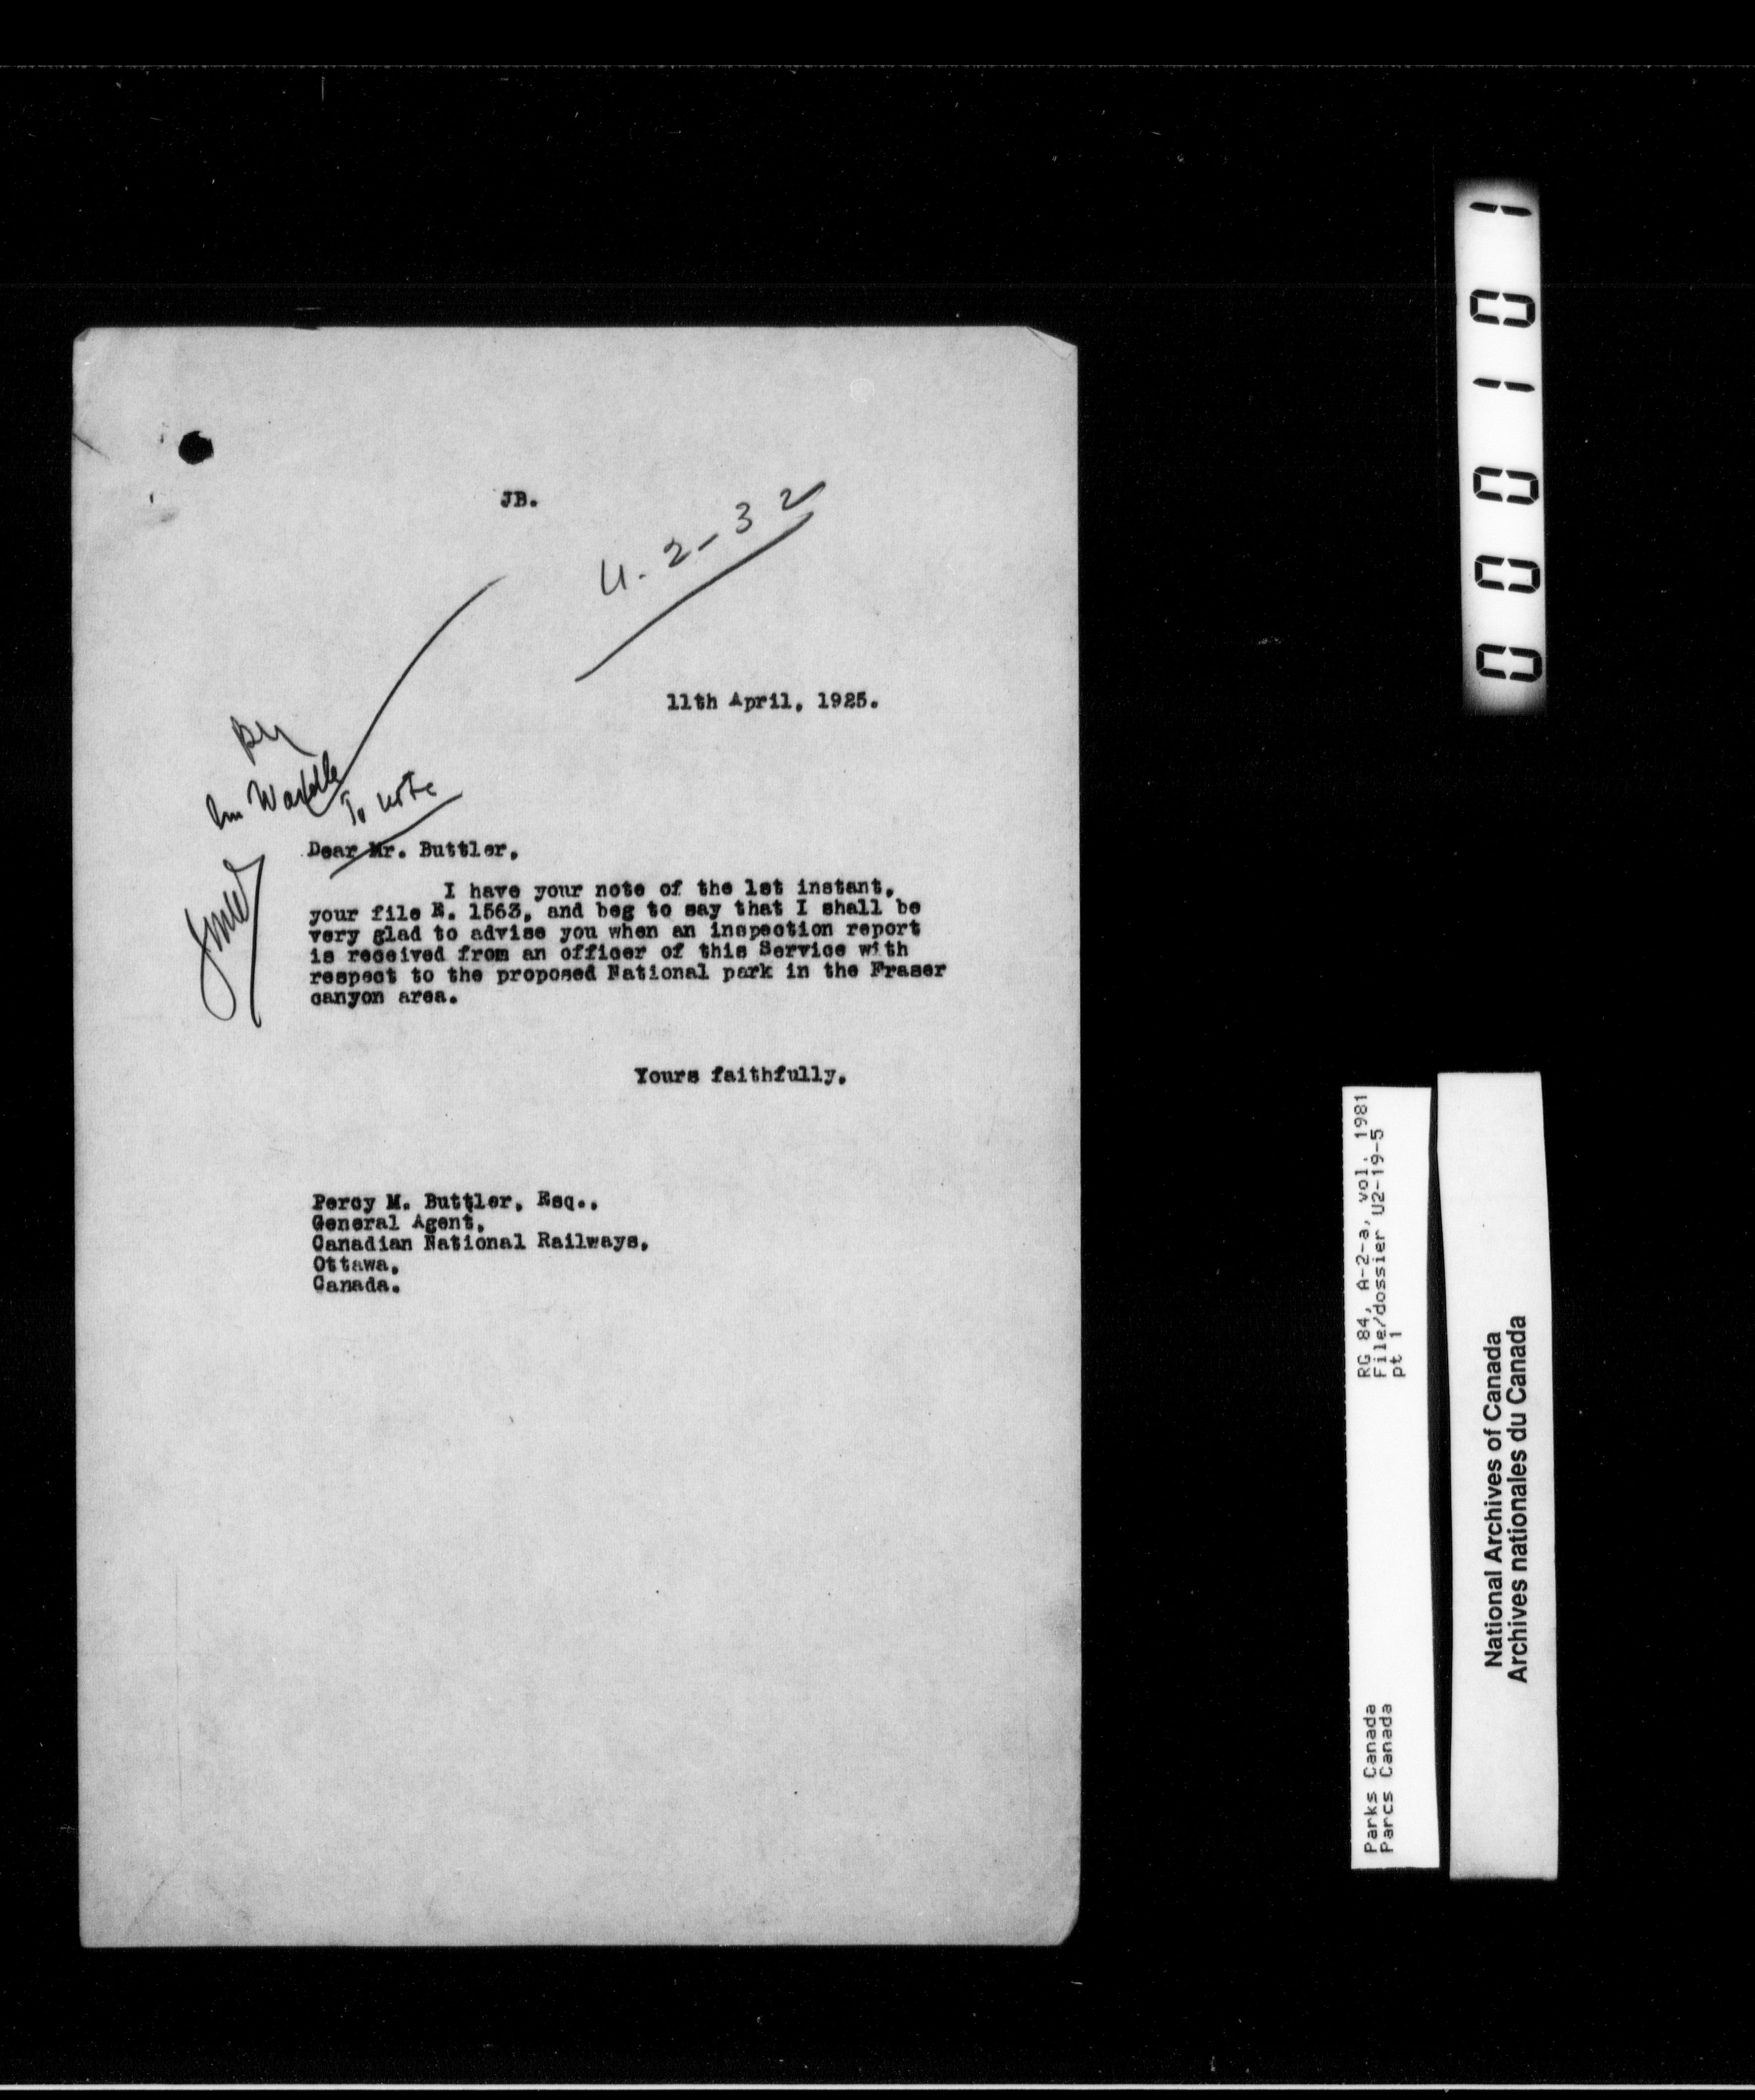 JB.
U. 2-32
11th April, 1925.
Wardle
To note
Dear Mr. Buttler,
I have your note of the 1st instant,
your file E. 1563, and beg to say that I shall be
very glad to advise you when an inspection report
is received from an officer of this Service with
respect to the proposed National park in the Fraser
canyon area.
Yours faithfully,
Percy M. Buttler, Esq.,
General Agent,
Canadian National Railways,
Ottawa,
Canada.
000101
RG 84, A-2-a, vol. 1981
File/dossier U2-19-5
pt 1
Parks Canada
Parcs Canada
National Archives of Canada
Archives nationales du Canada